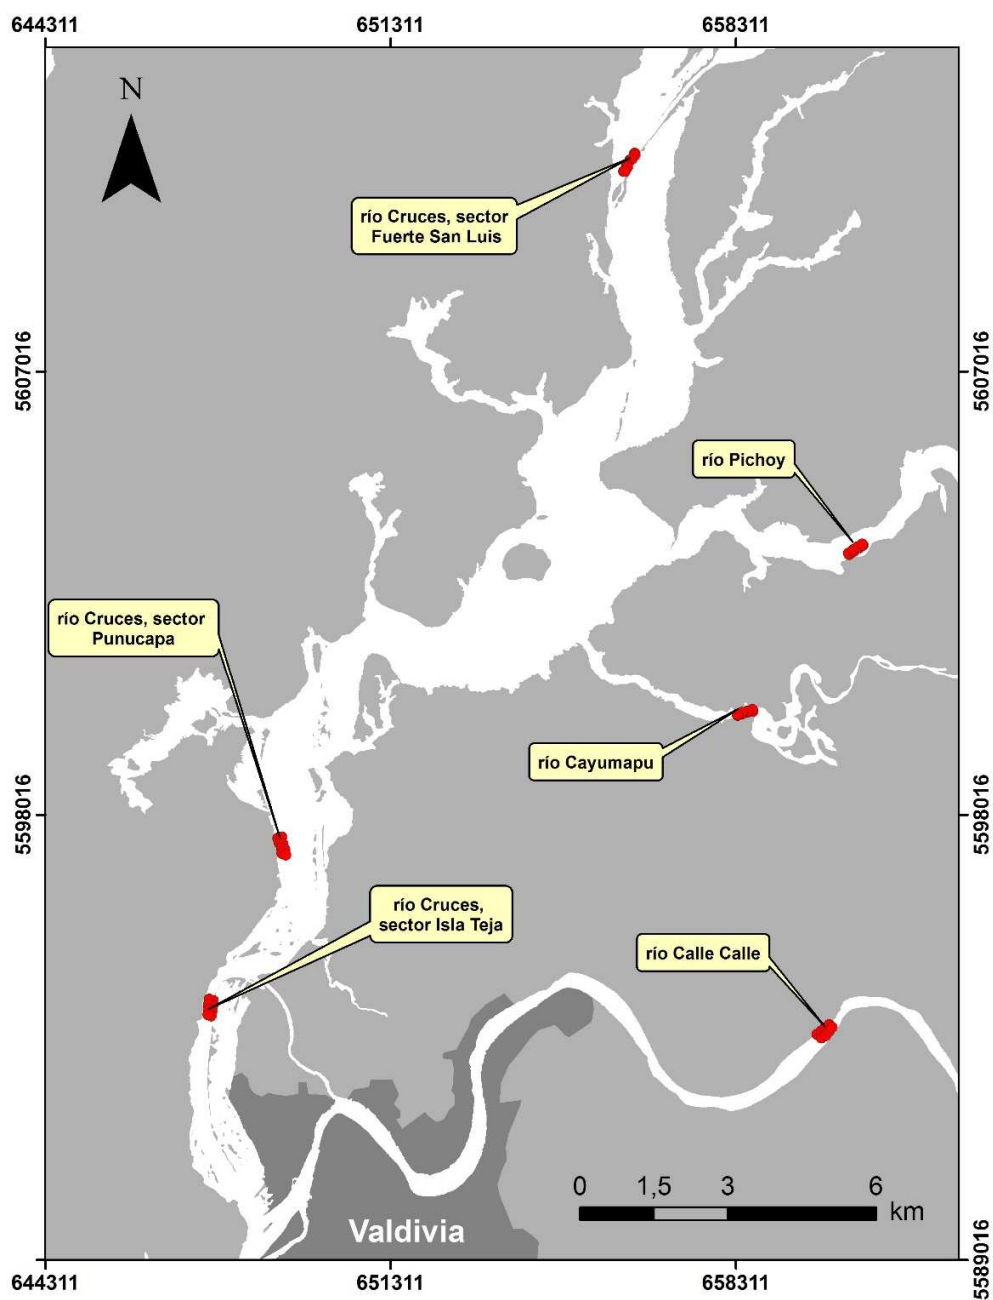 644311
651311
658311
N
río Cruces, sector
Fuerte San Luis
5607016
5607016
río Pichoy
río Cruces, sector
Punucapa
río Cayumapu
5598016
5598016
río Cruces,
sector Isla Teja
río Calle Calle
0 1,5 3 6
km
Valdivia
5589016
644311
651311
658311